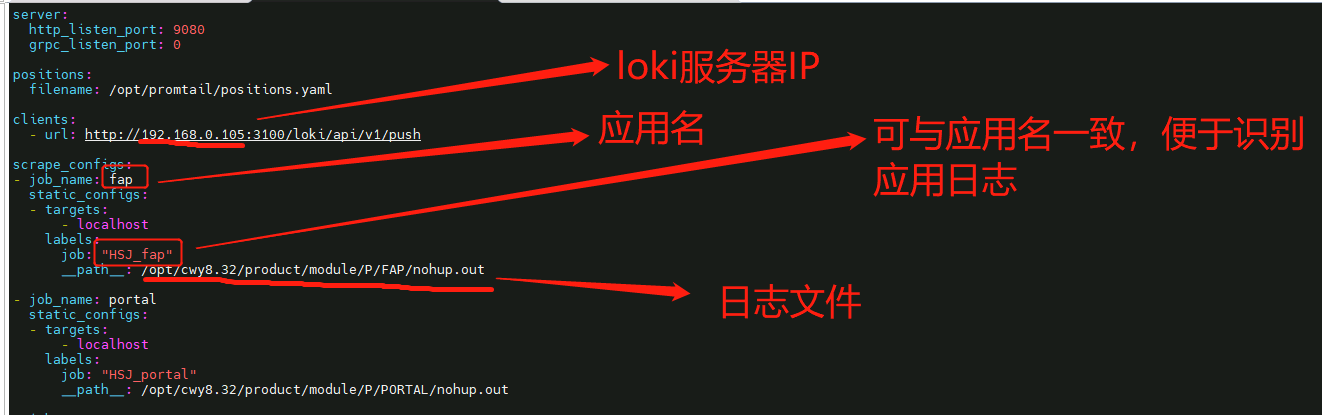 server:
http_listen_port: 9080
grpc_listen_port: 0
loki服务器IP
positions:
filename: /opt/promtail/positions.yaml
clients:
- url: http://192.168.0.105:3100/loki/api/v1/push
应用名
可与应用名一致，便于识别
应用日志
scrape_configs:
- job_name: fap
static_configs:
- targets:
- localhost
labels:
job: "HSJ_fap"
__path__: /opt/cwy8.32/product/module/P/FAP/nohup.out
日志文件
- job_name: portal
static_configs:
- targets:
- localhost
labels:
job: "HSJ_portal"
__path__: /opt/cwy8.32/product/module/P/PORTAL/nohup.out